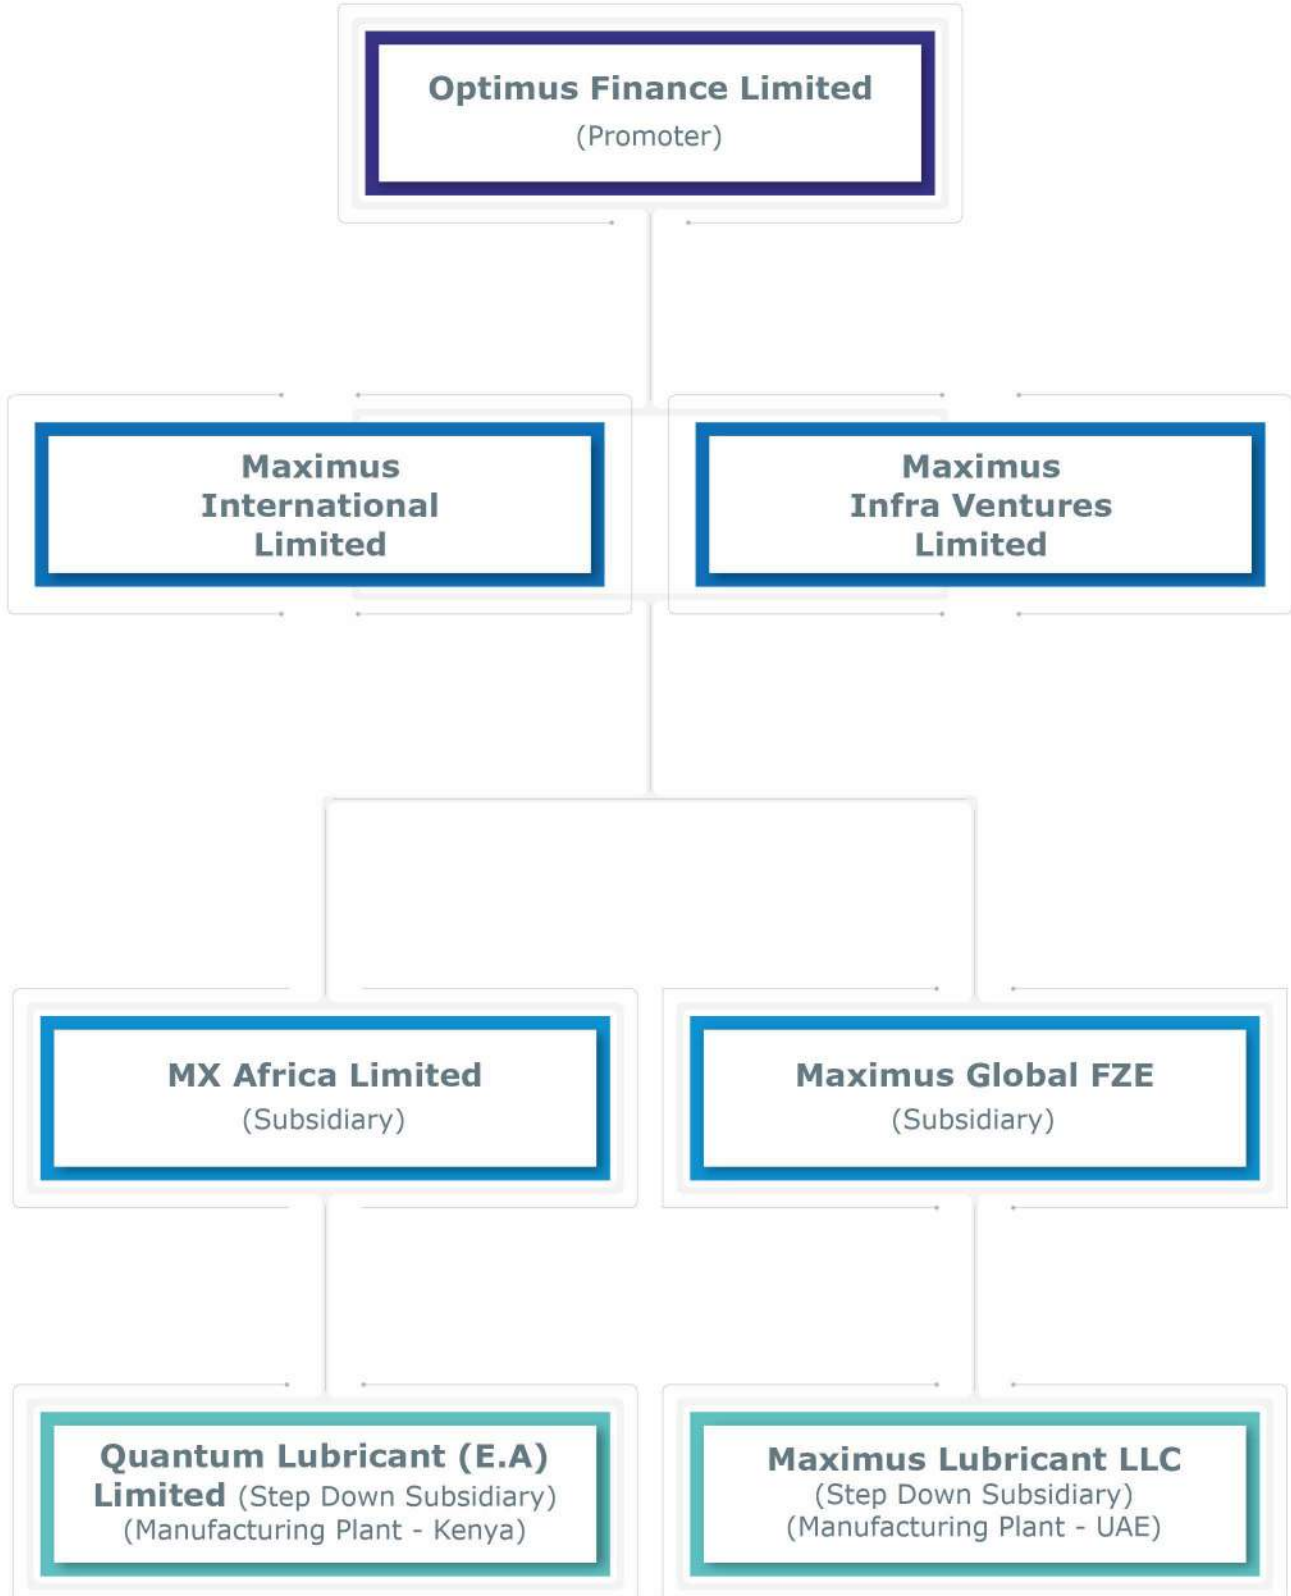 Optimus Finance Limited
(Promoter)
Maximus
International
Limited
Maximus
Infra Ventures
Limited
MX Africa Limited
(Subsidiary)
Maximus Global FZE
(Subsidiary)
Quantum Lubricant (E.A)
Limited (Step Down Subsidiary)
(Manufacturing Plant - Kenya)
Maximus Lubricant LLC
(Step Down Subsidiary)
(Manufacturing Plant - UAE)